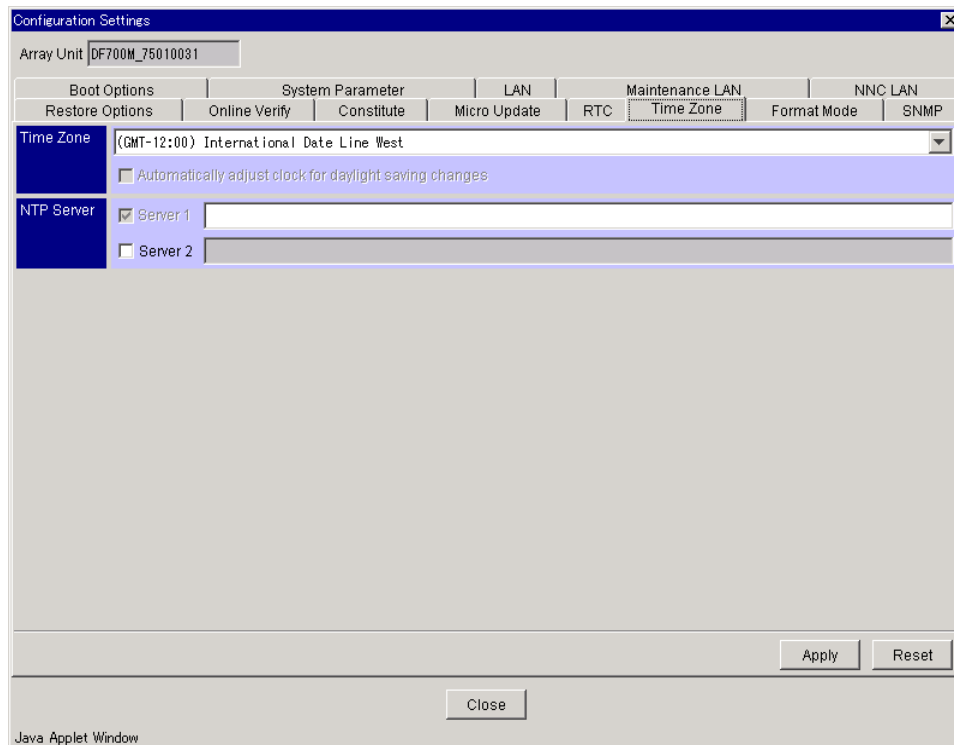 Configuration Settings
Array Unit DF700M_75010031
Boot Options System Parameter LAN Maintenance LAN NNC LAN
Restore Options Online Verify Constitute Micro Update RTC Time Zone Format Mode SNMP
Time Zone (GMT-12:00) International Date Line West
Automatically adjust clock for daylight saving changes
NTP Server Server 1
Server 2
Apply Reset
Close
Java Applet Window